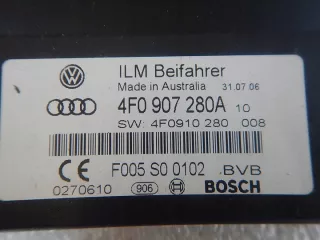 ILM Beifahrer
Made in Australia 31.07.06
4F0 907 280A 10
SW: 4F0910 280 008
CE F005 S0 0102 .BVB
0270610 906 BOSCH